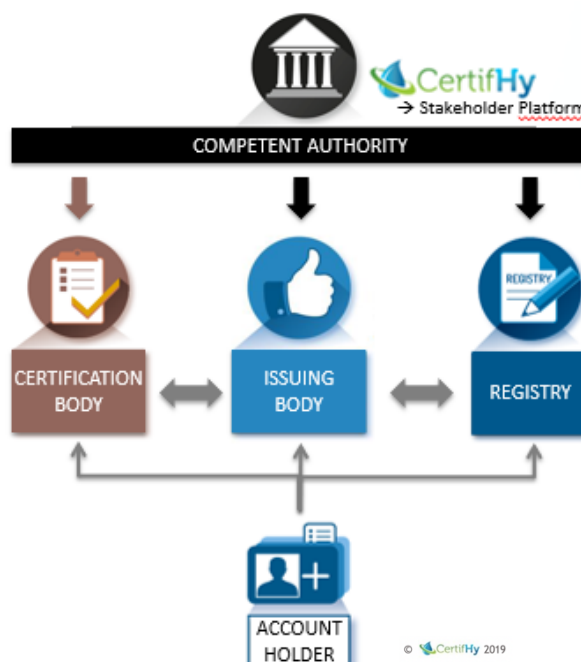 CertifHy
→ Stakeholder Platform
COMPETENT AUTHORITY
REGISTRY
CERTIFICATION
BODY
ISSUING
BODY
REGISTRY
ACCOUNT
HOLDER
© CertifHy 2019